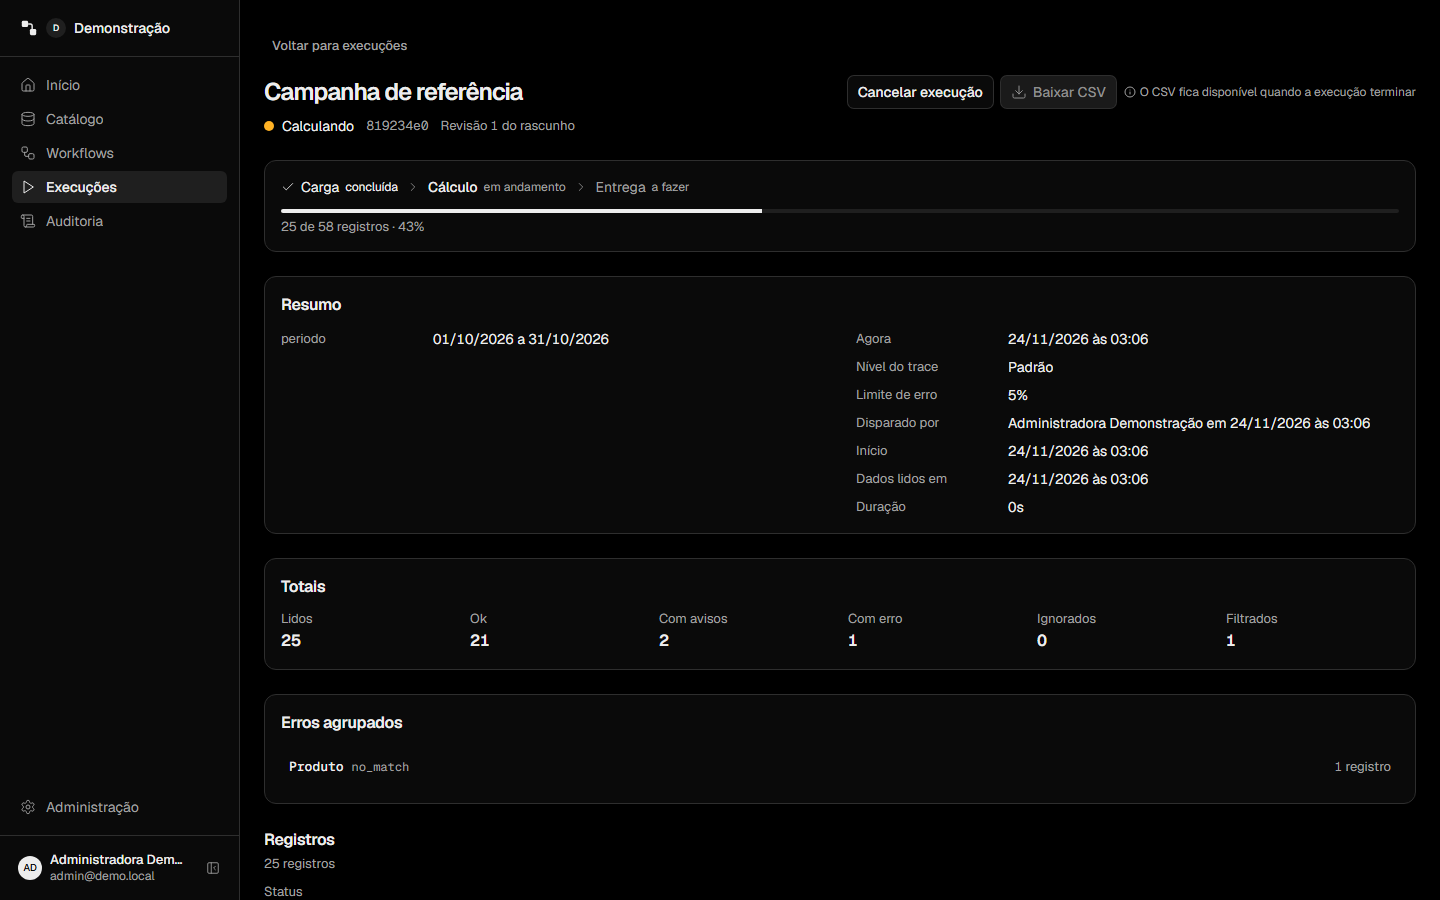 D Demonstração
Início
Catálogo
Workflows
Execuções
Auditoria
Administração
AD
Administradora Dem...
admin@demo.local
Voltar para execuções
Campanha de referência
Cancelar execução
Baixar CSV
O CSV fica disponível quando a execução terminar
Calculando 819234e0 Revisão 1 do rascunho
Carga concluída Cálculo em andamento Entrega a fazer
25 de 58 registros · 43%
Resumo
periodo 01/10/2026 a 31/10/2026
Agora 24/11/2026 às 03:06
Nível do trace Padrão
Limite de erro 5%
Disparado por Administradora Demonstração em 24/11/2026 às 03:06
Início 24/11/2026 às 03:06
Dados lidos em 24/11/2026 às 03:06
Duração 0s
Totais
Lidos Ok Com avisos Com erro Ignorados Filtrados
25 21 2 1 0 1
Erros agrupados
Produto no_match 1 registro
Registros
25 registros
Status